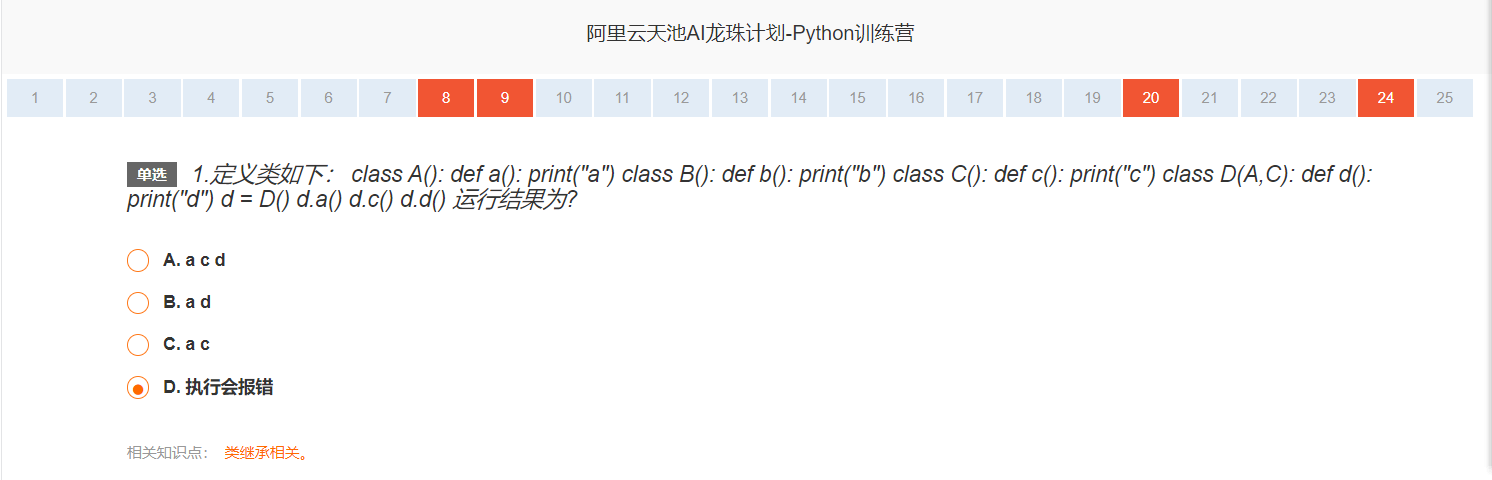 阿里云天池AI龙珠计划-Python训练营
1 2 3 4 5 6 7 8 9 10 11 12 13 14 15 16 17 18 19 20 21 22 23 24 25
单选 1.定义类如下： class A(): def a(): print("a") class B(): def b(): print("b") class C(): def c(): print("c") class D(A,C): def d():
print("d") d = D() d.a() d.c() d.d() 运行结果为?
A. a c d
B. a d
C. a c
D. 执行会报错
相关知识点： 类继承相关。